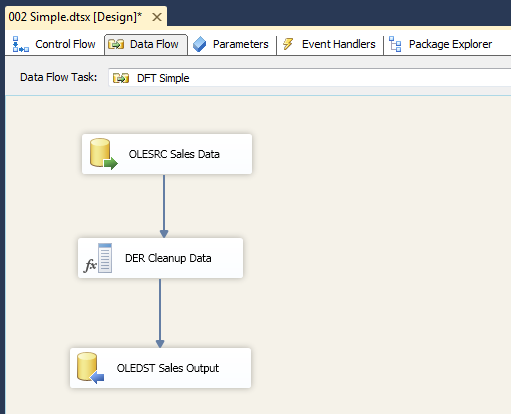 002 Simple.dtsx [Design]* ×
Control Flow Data Flow Parameters Event Handlers Package Explorer
Data Flow Task: DFT Simple
OLESRC Sales Data
fx DER Cleanup Data
OLEDST Sales Output